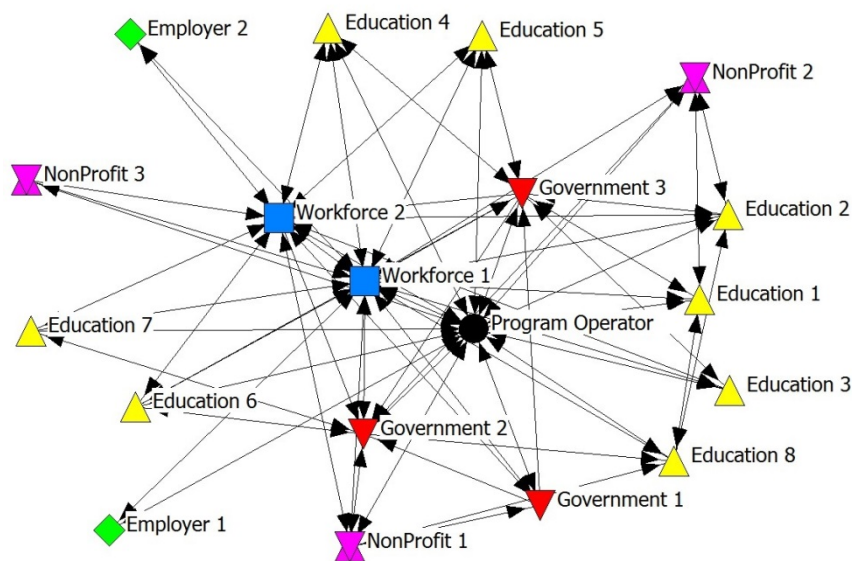 Employer 2
Education 4
Education 5
NonProfit 2
NonProfit 3
Government 3
Workforce 2
Education 2
Workforce 1
Education 1
Education 7
Program Operator
Education 3
Education 6
Government 2
Education 8
Government 1
Employer 1
NonProfit 1